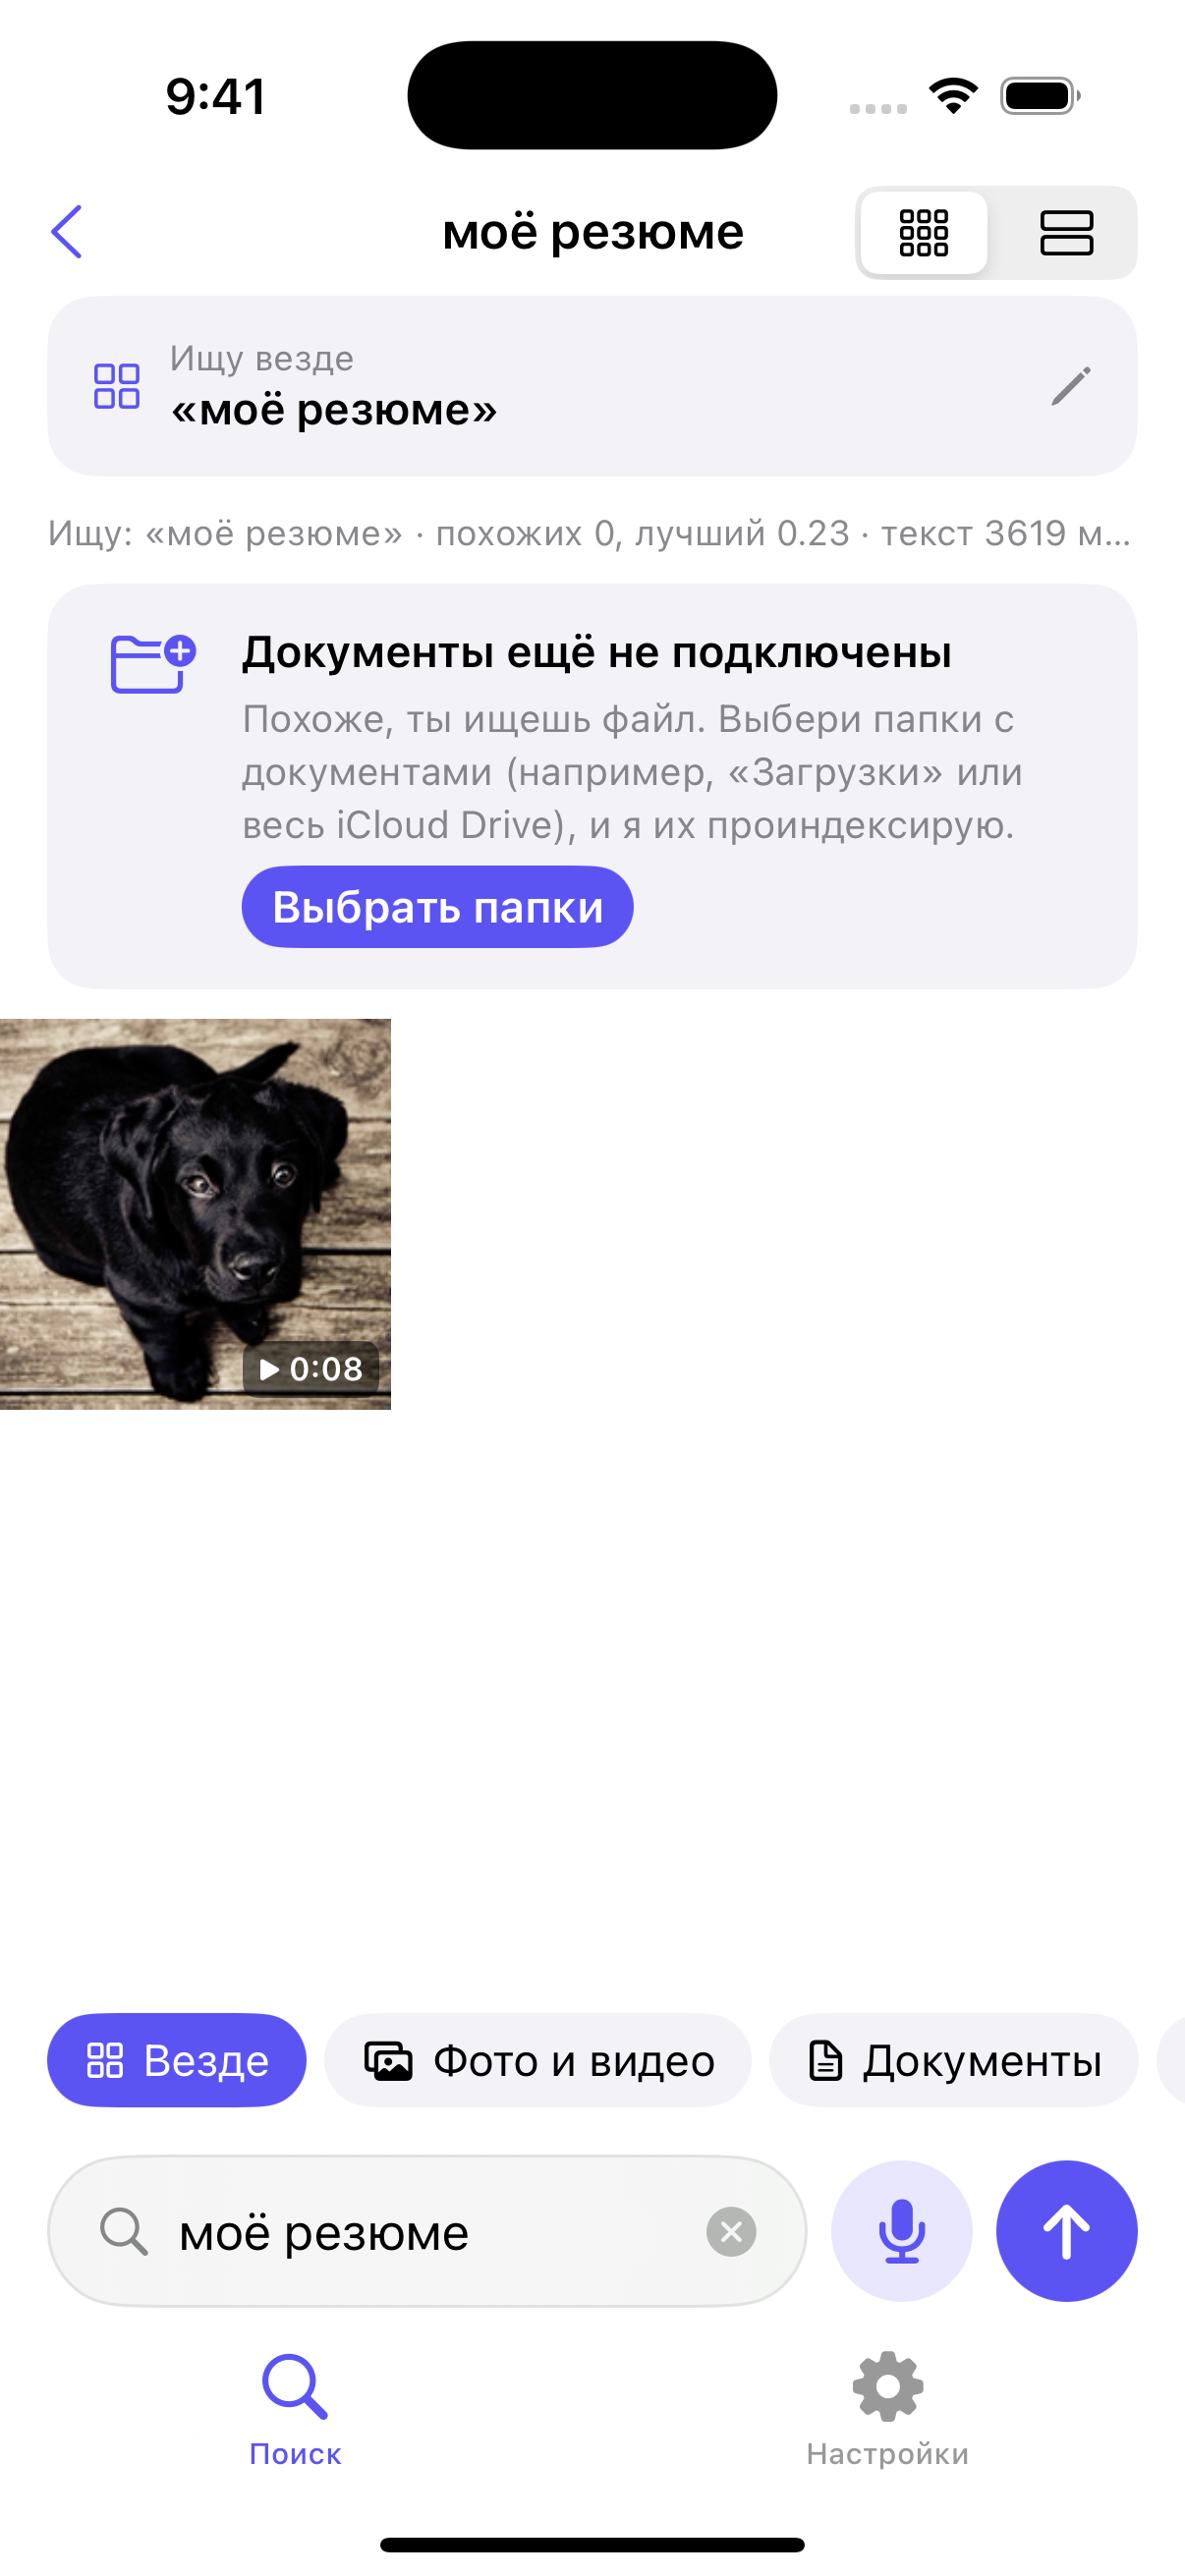 9:41
моё резюме
Ищу везде
«моё резюме»
Ищу: «моё резюме» · похожих 0, лучший 0.23 · текст 3619 м...
Документы ещё не подключены
Похоже, ты ищешь файл. Выбери папки с
документами (например, «Загрузки» или
весь iCloud Drive), и я их проиндексирую.
Выбрать папки
0:08
Везде
Фото и видео
Документы
моё резюме
Поиск
Настройки